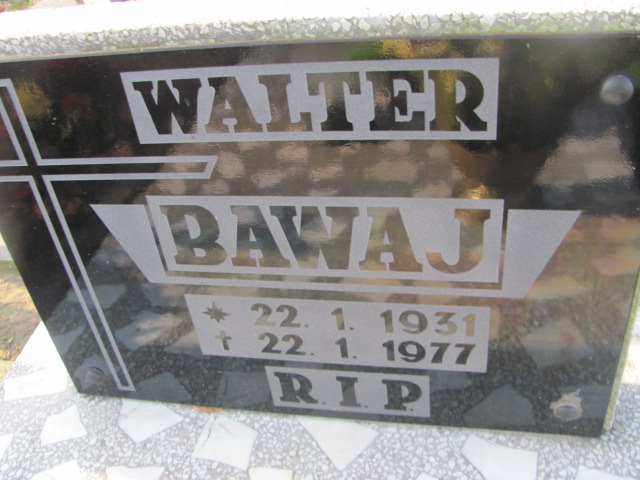 WALTER
BAWAJ
* 22. 1. 1931
† 22. 1. 1977
R.I.P.